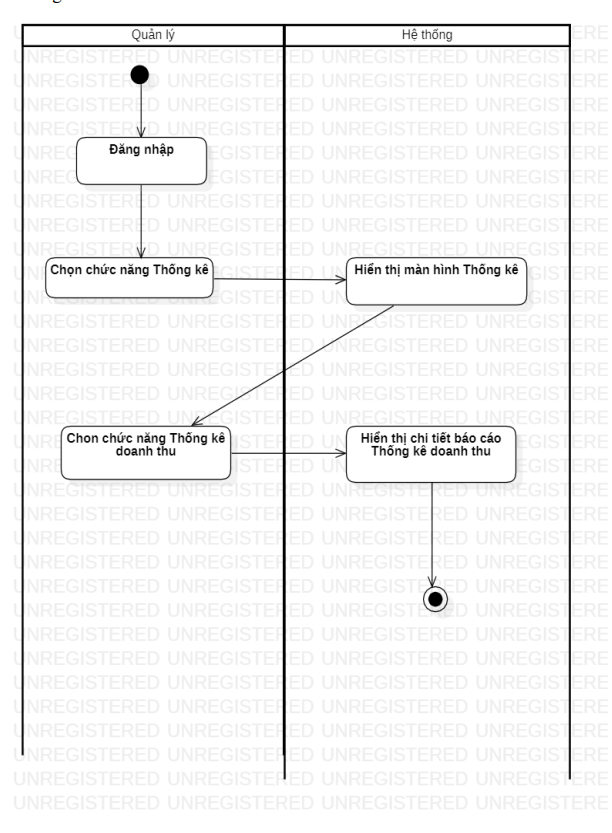 Quản lý
Hệ thống
Đăng nhập
Chọn chức năng Thống kê
Hiển thị màn hình Thống kê
Chon chức năng Thống kê
doanh thu
Hiển thị chi tiết báo cáo
Thống kê doanh thu
UNREGISTERED